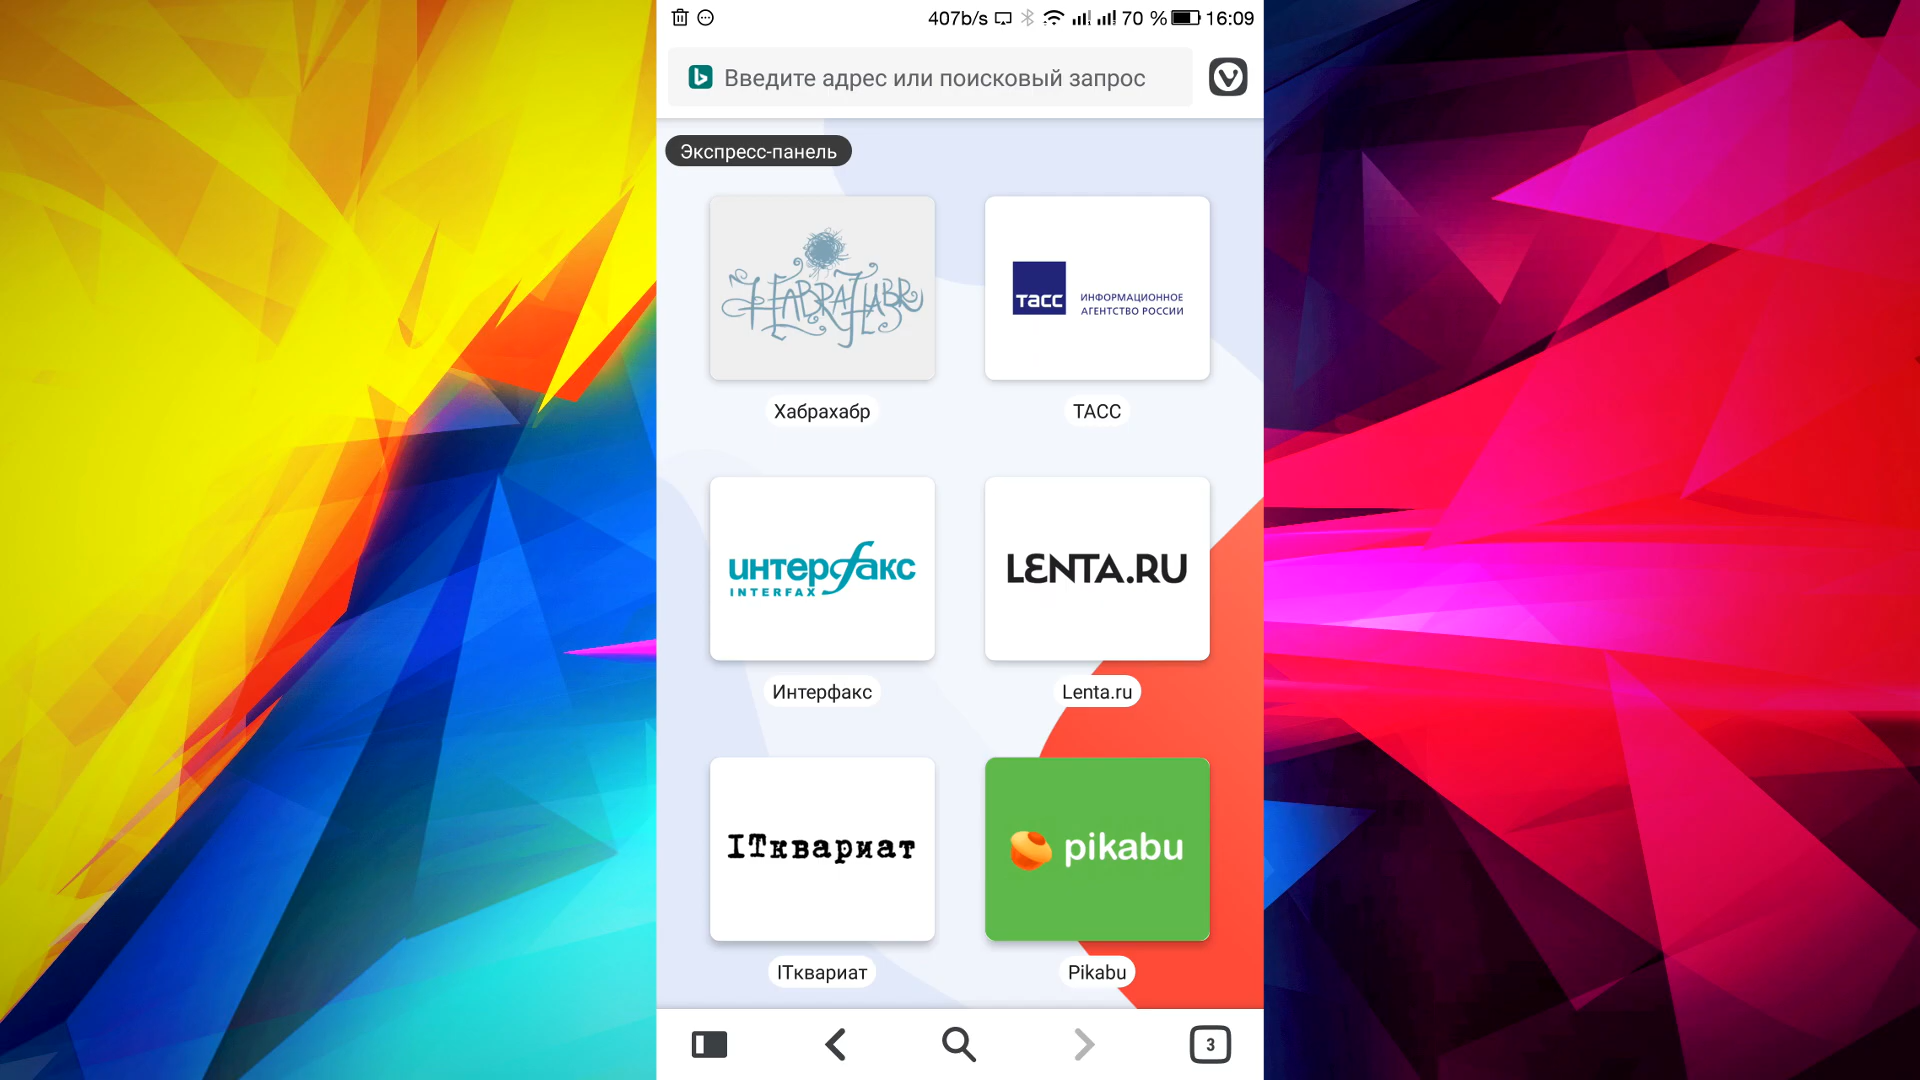 407b/s 70 % 16:09
Введите адрес или поисковый запрос
Экспресс-панель
HABRAHABR
тасс ИНФОРМАЦИОННОЕ
АГЕНТСТВО РОССИИ
Хабрахабр
ТАСС
интерфакс
INTERFAX
LENTA.RU
Интерфакс
Lenta.ru
ITквариат
pikabu
ITквариат
Pikabu
3